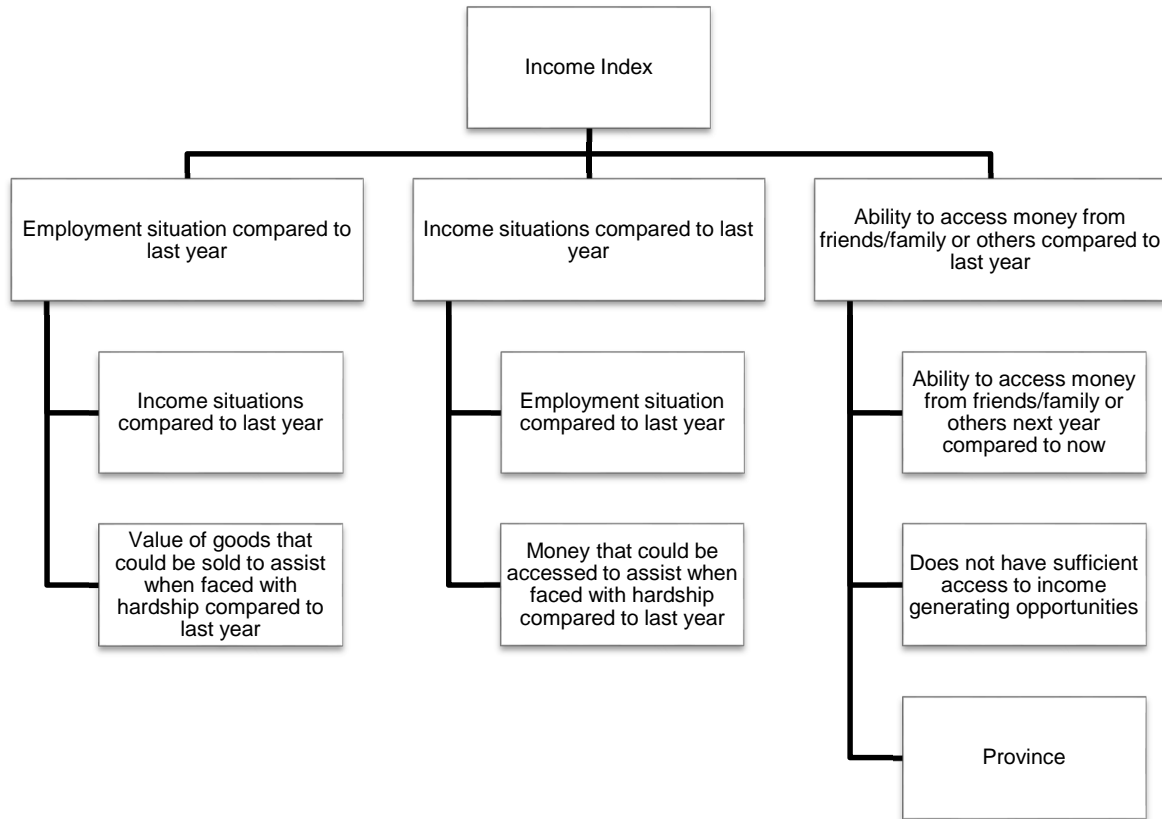 Income Index
Employment situation compared to
last year
Income situations compared to last
year
Ability to access money from
friends/family or others compared to
last year
Income situations
compared to last year
Value of goods that
could be sold to assist
when faced with
hardship compared to
last year
Employment situation
compared to last year
Money that could be
accessed to assist when
faced with hardship
compared to last year
Ability to access money
from friends/family or
others next year
compared to now
Does not have sufficient
access to income
generating opportunities
Province